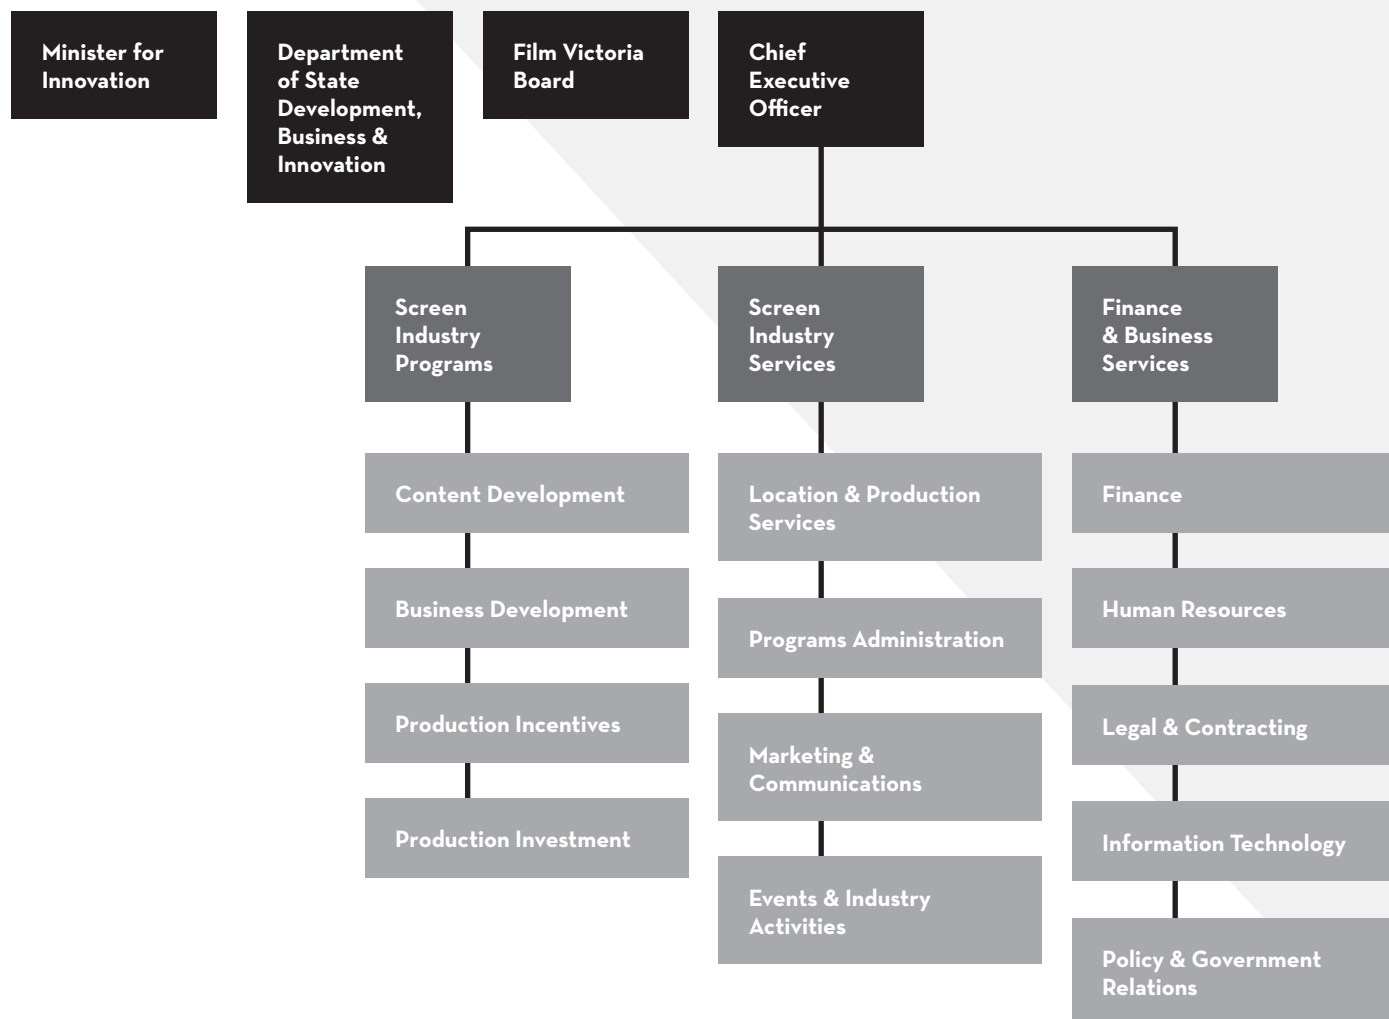 Minister for
Innovation
Department
of State
Development,
Business &
Innovation
Film Victoria
Board
Chief
Executive
Officer
Screen
Industry
Programs
Content Development
Business Development
Production Incentives
Production Investment
Screen
Industry
Services
Location & Production
Services
Programs Administration
Marketing &
Communications
Events & Industry
Activities
Finance
& Business
Services
Finance
Human Resources
Legal & Contracting
Information Technology
Policy & Government
Relations